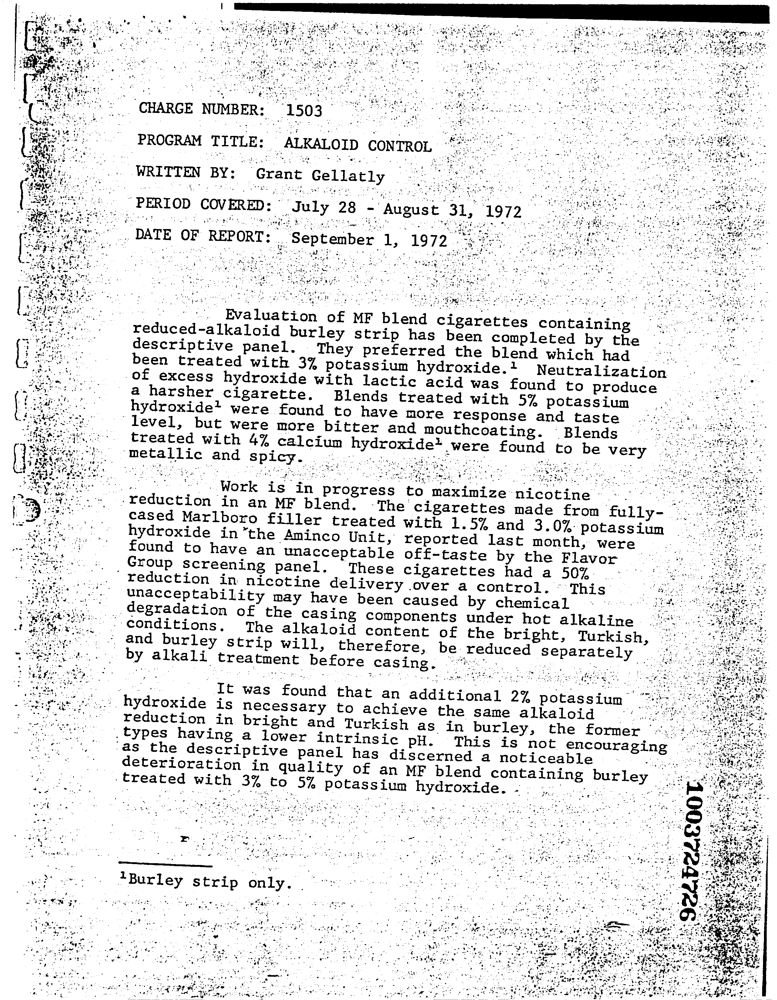 CHARGE NUMBER: 1503
PROGRAM TITLE: ALKALOID CONTROL
WRITTEN BY: Grant Gellatly
PERIOD COVERED: July 28 - August 31, 1972
DATE OF REPORT: September 1, 1972
Evaluation of MF blend cigarettes containing
reduced-alkaloid burley strip has been completed by the
descriptive panel. They preferred the blend which had
been treated with 3% potassium hydroxide.¹ Neutralization
of excess hydroxide with lactic acid was found to produce
a harsher cigarette. Blends treated with 5% potassium
hydroxide¹ were found to have more response and taste
level, but were more bitter and mouthcoating. Blends
treated with 4% calcium hydroxide¹ were found to be very
metallic and spicy.
Work is in progress to maximize nicotine
reduction in an MF blend. The cigarettes made from fully-
cased Marlboro filler treated with 1.5% and 3.0% potassium
hydroxide in the Aminco Unit, reported last month, were
found to have an unacceptable off-taste by the Flavor
Group screening panel. These cigarettes had a 50%
reduction in nicotine delivery over a control. This
unacceptability may have been caused by chemical
degradation of the casing components under hot alkaline
conditions. The alkaloid content of the bright, Turkish,
and burley strip will, therefore, be reduced separately
by alkali treatment before casing.
It was found that an additional 2% potassium
hydroxide is necessary to achieve the same alkaloid
reduction in bright and Turkish as in burley, the former
types having a lower intrinsic pH. This is not encouraging
as the descriptive panel has discerned a noticeable
deterioration in quality of an MF blend containing burley
treated with 3% to 5% potassium hydroxide.
¹Burley strip only.
1003724726